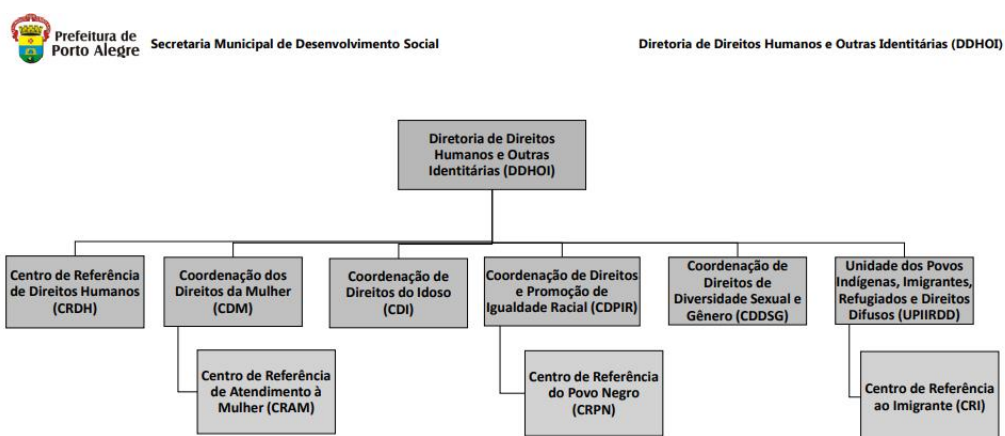 Prefeitura de
Porto Alegre
Secretaria Municipal de Desenvolvimento Social
Diretoria de Direitos Humanos e Outras Identitárias (DDHOI)
Diretoria de Direitos
Humanos e Outras
Identitárias (DDHOI)
Centro de Referência
de Direitos Humanos
(CRDH)
Coordenação dos
Direitos da Mulher
(CDM)
Coordenação de
Direitos do Idoso
(CDI)
Coordenação de Direitos
e Promoção de
Igualdade Racial (CDPIR)
Coordenação de
Direitos de
Diversidade Sexual e
Gênero (CDDSG)
Unidade dos Povos
Indígenas, Imigrantes,
Refugiados e Direitos
Difusos (UPIIRDD)
Centro de Referência
de Atendimento à
Mulher (CRAM)
Centro de Referência
do Povo Negro
(CRPN)
Centro de Referência
ao Imigrante (CRI)